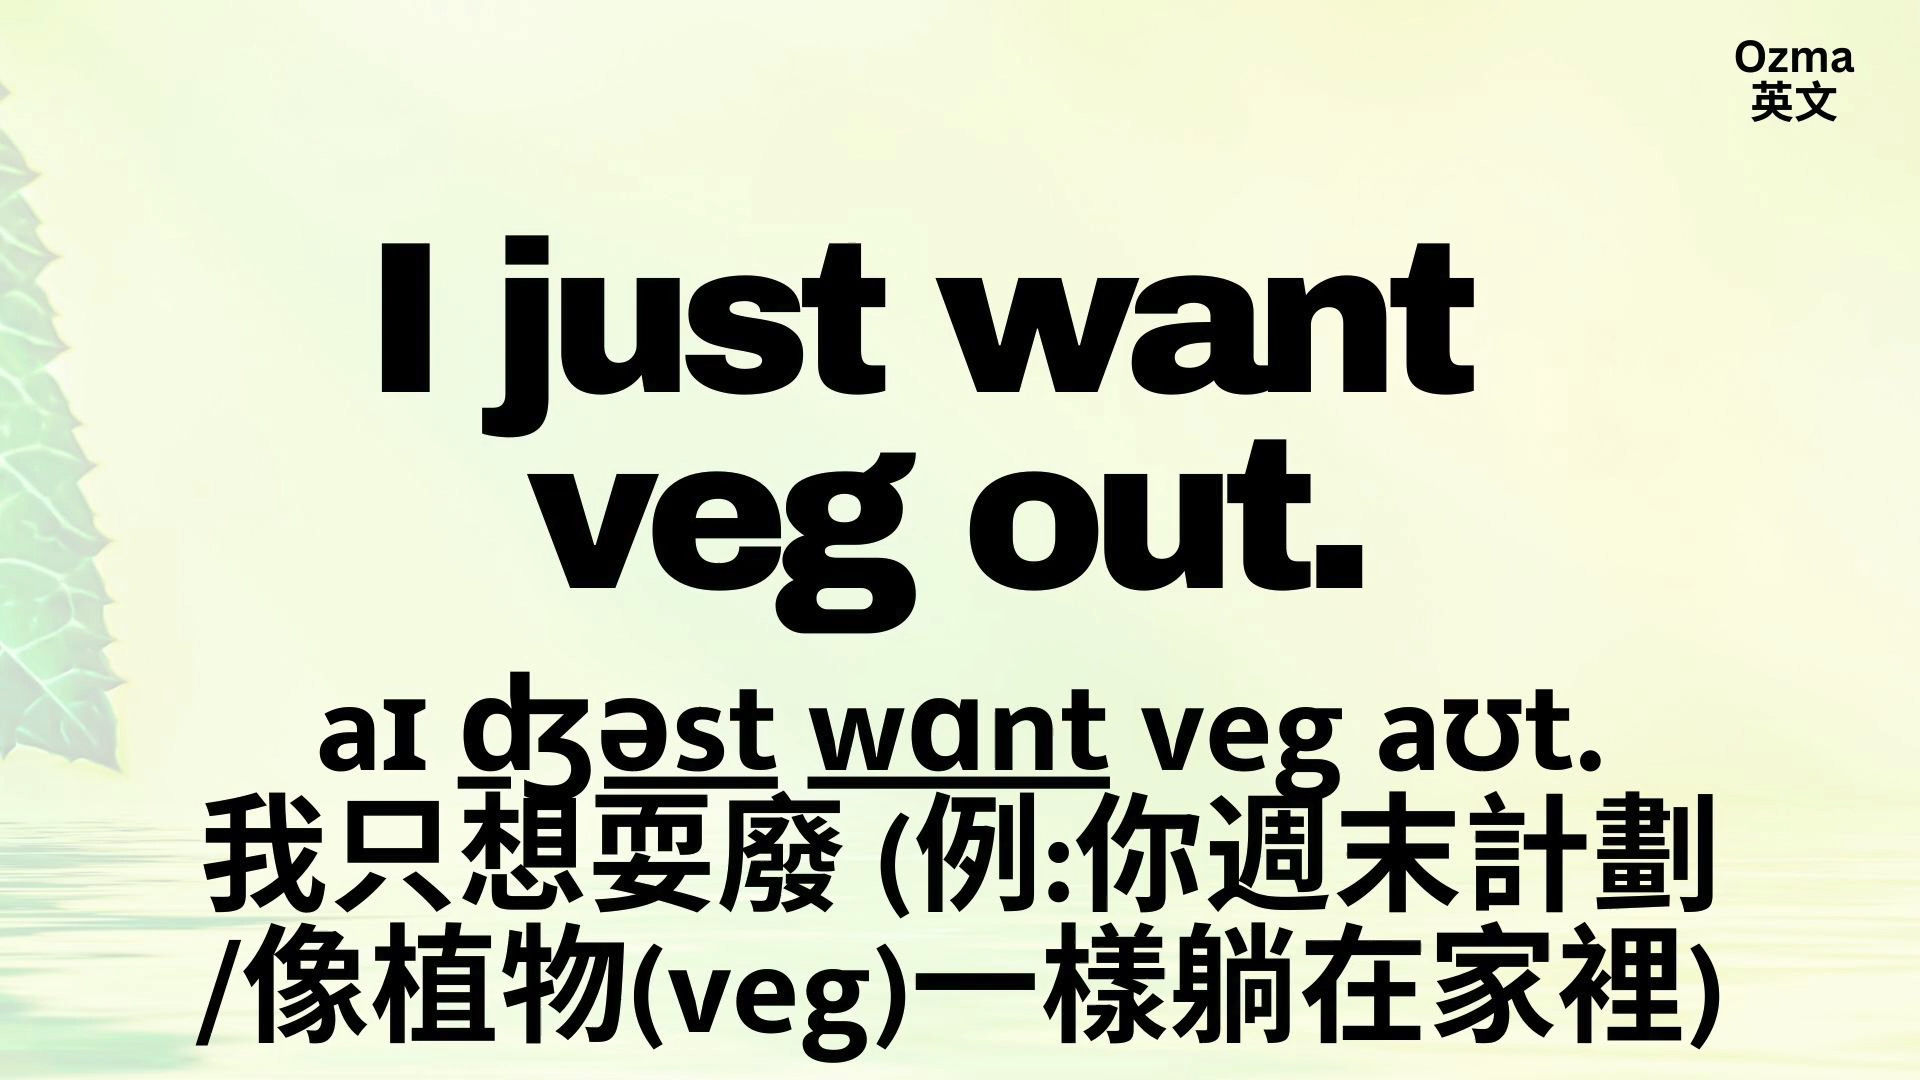 Ozma
英文
I just want
veg out.
aɪ ʤəst wɑnt veg aʊt.
我只想耍廢 (例:你週末計劃
/像植物(veg)一樣躺在家裡)